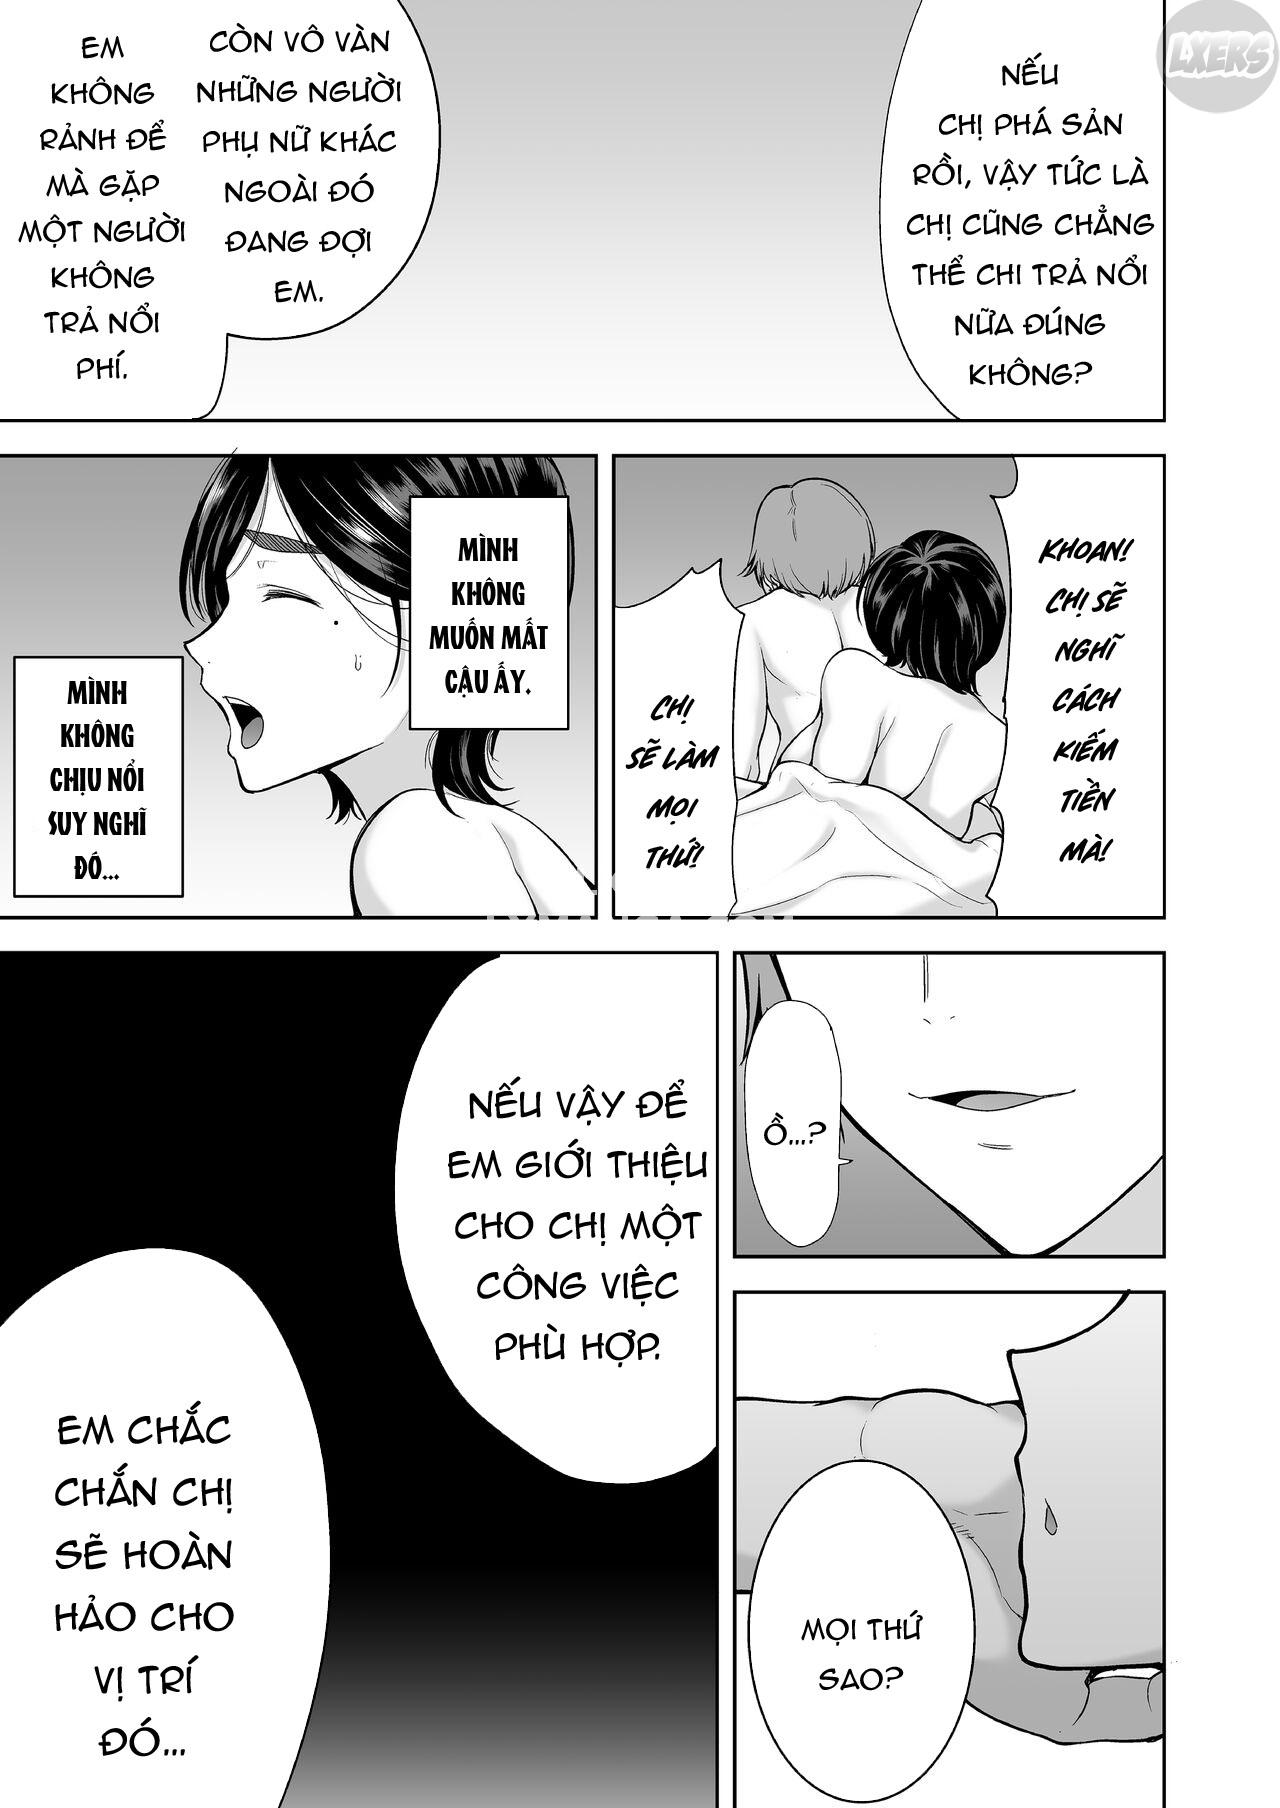 NẾU
CHỊ PHÁ SẢN
RỒI, VẬY TỨC LÀ
CHỊ CŨNG CHẲNG
THỂ CHI TRẢ NỔI
NỮA ĐÚNG
KHÔNG?
CÒN VÔ VÀN
NHỮNG NGƯỜI
PHỤ NỮ KHÁC
NGOÀI ĐÓ
ĐANG ĐỢI
EM.
EM
KHÔNG
RẢNH ĐỂ
MÀ GẶP
MỘT NGƯỜI
KHÔNG
TRẢ NỔI
PHÍ.
KHOAN!
CHỊ SẼ
NGHĨ
CÁCH
KIẾM
TIỀN
MÀ!
CHỊ
SẼ LÀM
MỌI
THỨ!
MÌNH
KHÔNG
MUỐN MẤT
CẬU ẤY.
MÌNH
KHÔNG
CHỊU NỔI
SUY NGHĨ
ĐÓ...
Ồ...?
MỌI THỨ
SAO?
NẾU VẬY ĐỂ
EM GIỚI THIỆU
CHO CHỊ MỘT
CÔNG VIỆC
PHÙ HỢP.
EM CHẮC
CHẮN CHỊ
SẼ HOÀN
HẢO CHO
VỊ TRÍ
ĐÓ...
LXERS